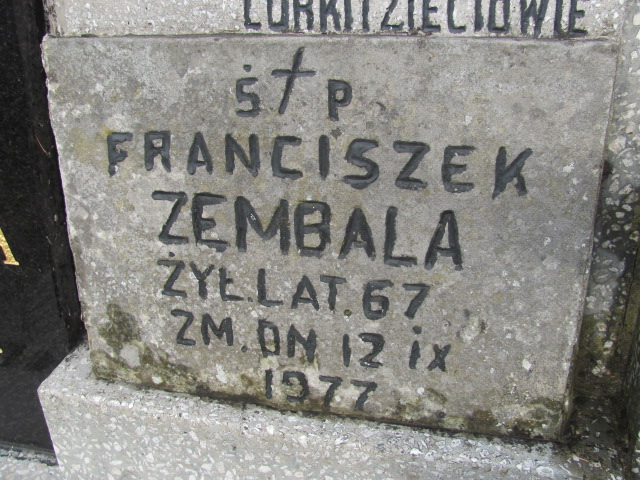 CÓRKI I ZIĘCIOWIE
Ś † P
FRANCISZEK
ZEMBALA
ŻYŁ. LAT. 67
ZM. DN 12 iX
1977